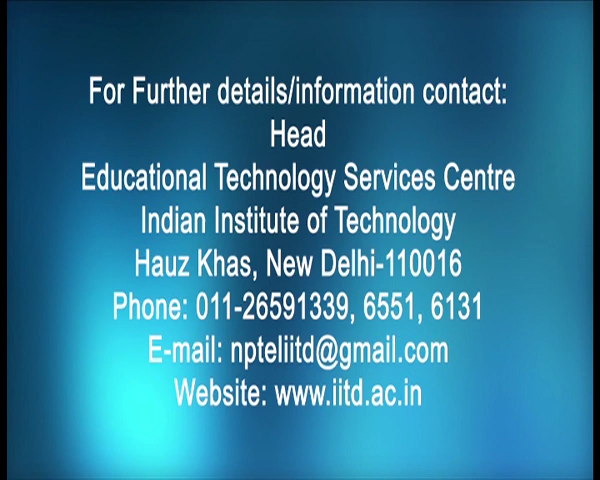 For Further details/information contact:
Head
Educational Technology Services Centre
Indian Institute of Technology
Hauz Khas, New Delhi-110016
Phone: 011-26591339, 6551, 6131
E-mail: npteliitd@gmail.com
Website: www.iitd.ac.in